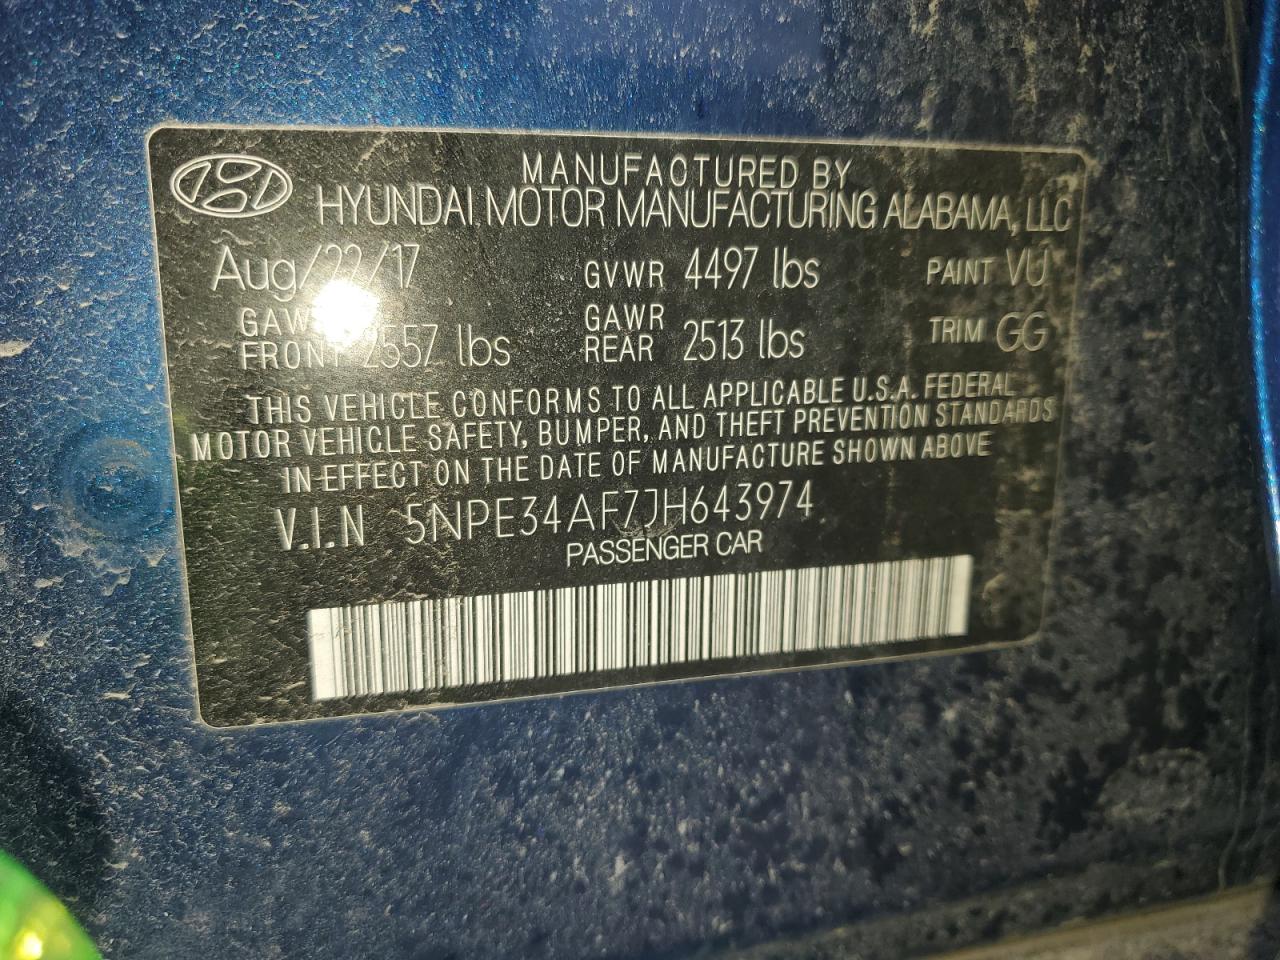 MANUFACTURED BY
HYUNDAI MOTOR MANUFACTURING ALABAMA, LLC
Aug/22/17 GVWR 4497 lbs PAINT VU
GAWR FRONT 2557 lbs GAWR REAR 2513 lbs TRIM GG
THIS VEHICLE CONFORMS TO ALL APPLICABLE U.S.A. FEDERAL
MOTOR VEHICLE SAFETY, BUMPER, AND THEFT PREVENTION STANDARDS
IN EFFECT ON THE DATE OF MANUFACTURE SHOWN ABOVE
V.I.N 5NPE34AF7JH643974
PASSENGER CAR